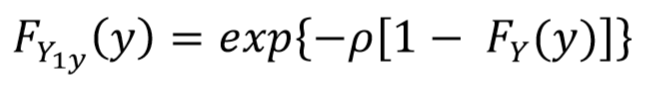 F_{Y_{1y}}(y) = exp{−ρ[1 − F_Y(y)]}